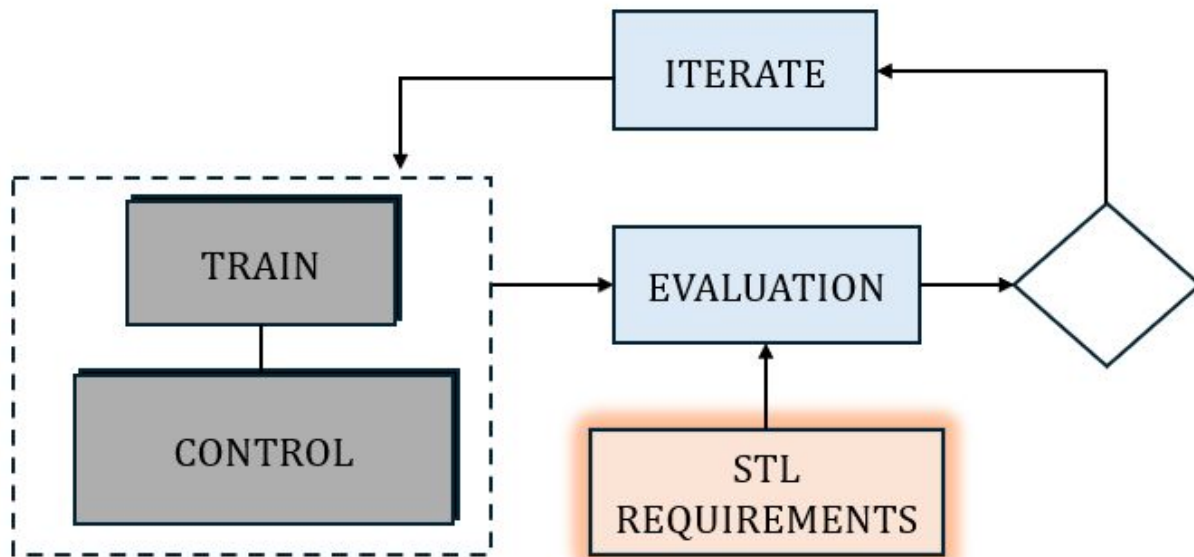 ITERATE
TRAIN
EVALUATION
CONTROL
STL
REQUIREMENTS